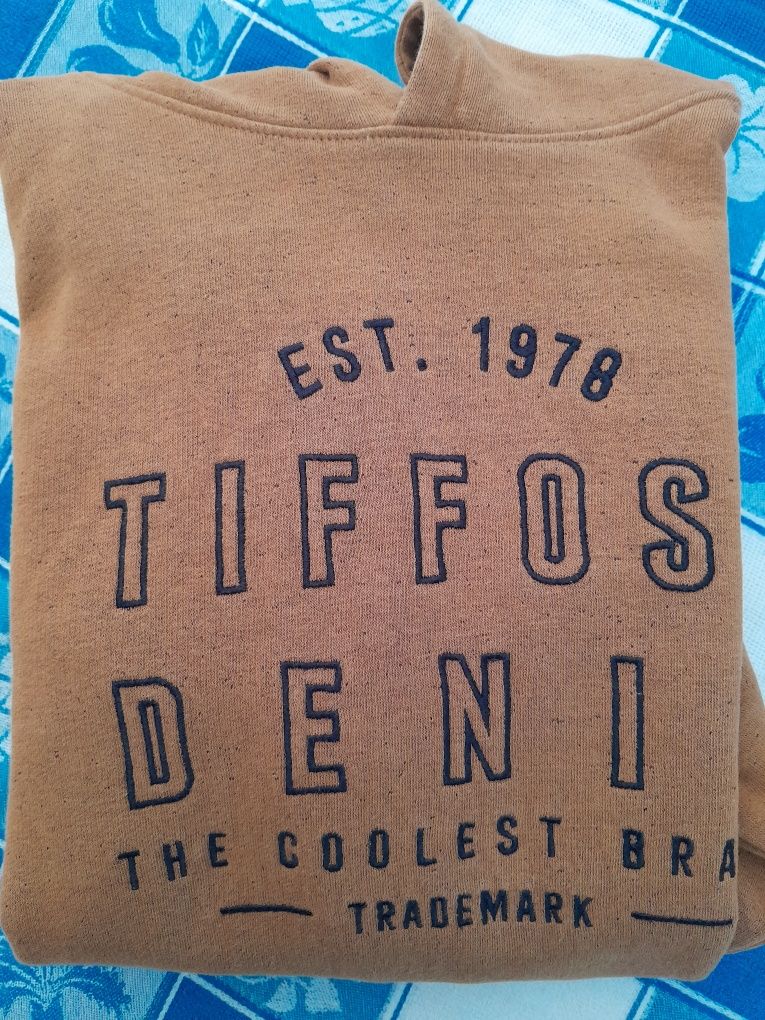 EST. 1978
TIFFOS
DENI
THE COOLEST BRA
TRADEMARK